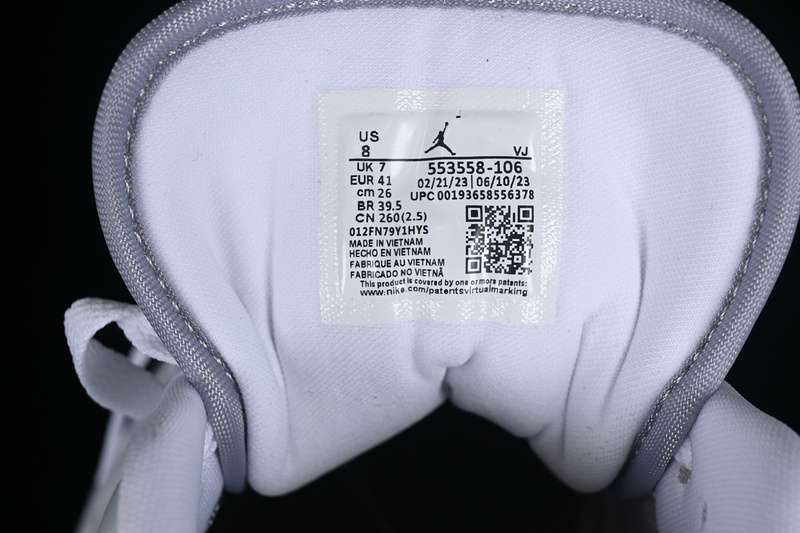 US
8
VJ
UK 7
EUR 41
cm 26
BR 39.5
CN 260(2.5)
553558-106
02/21/23 | 06/10/23
UPC 00193658556378
012FN79Y1HYS
MADE IN VIETNAM
HECHO EN VIETNAM
FABRIQUE AU VIETNAM
FABRICADO NO VIETNÃ
This product is covered by one or more patents:
www.nike.com/patentsvirtualmarking